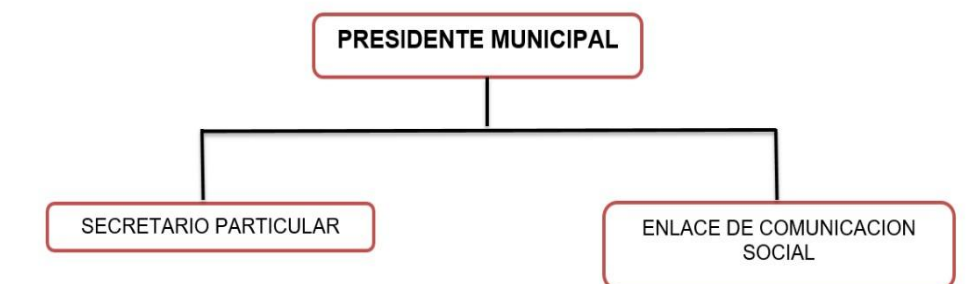 PRESIDENTE MUNICIPAL
SECRETARIO PARTICULAR
ENLACE DE COMUNICACION
SOCIAL